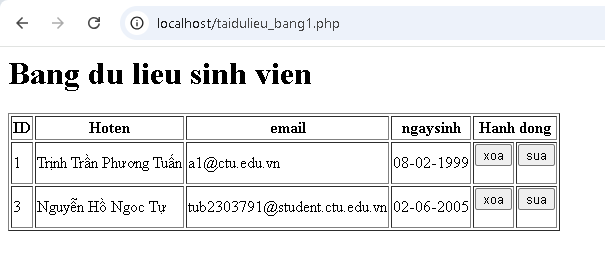 localhost/taidulieu_bang1.php
Bang du lieu sinh vien
ID Hoten email ngaysinh Hanh dong
1 Trịnh Trần Phương Tuấn a1@ctu.edu.vn 08-02-1999 xoa sua
3 Nguyễn Hồ Ngọc Tự tub2303791@student.ctu.edu.vn 02-06-2005 xoa sua